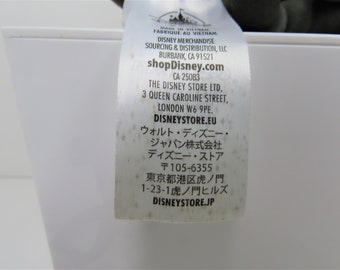 MADE IN VIETNAM
FABRIQUÉ AU VIETNAM
DISNEY MERCHANDISE
SOURCING & DISTRIBUTION, LLC
BURBANK, CA 91521
shopDisney.com
CA 25083
THE DISNEY STORE LTD.
3 QUEEN CAROLINE STREET,
LONDON W6 9PE.
DISNEYSTORE.EU
ウォルト・ディズニー・
ジャパン株式会社
ディズニー・ストア
〒105-6355
東京都港区虎ノ門
1-23-1虎ノ門ヒルズ
DISNEYSTORE.JP